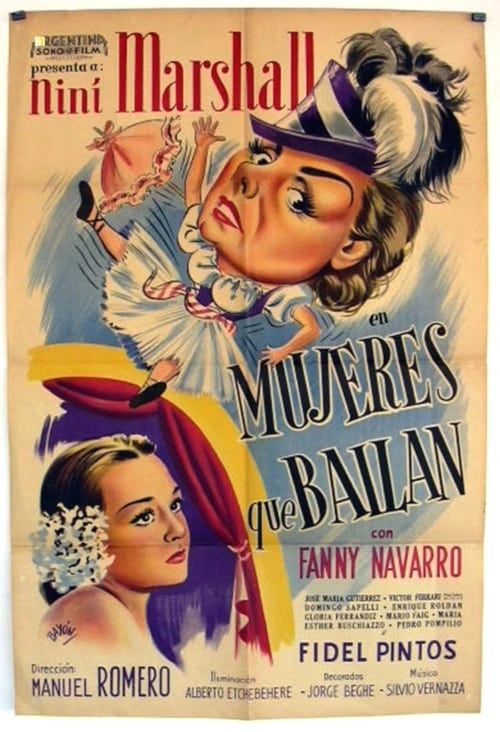 ARGENTINA
SONO FILM
presenta a:
Niní Marshall
en
MUJERES
que BAILAN
con
FANNY NAVARRO
JOSE MARIA GUTIERREZ - VICTOR FERRARI
DOMINGO SAPELLI - ENRIQUE ROLDAN
GLORIA FERRANDIZ - MARIO FAIG - MARIA
ESTHER BUSCHIAZZO - PEDRO POMPILIO
FIDEL PINTOS
BAYÓN
Dirección:
MANUEL ROMERO
Iluminación
ALBERTO ETCHEBEHERE -
Decorados
JORGE BEGHE -
Música
SILVIO VERNAZZA